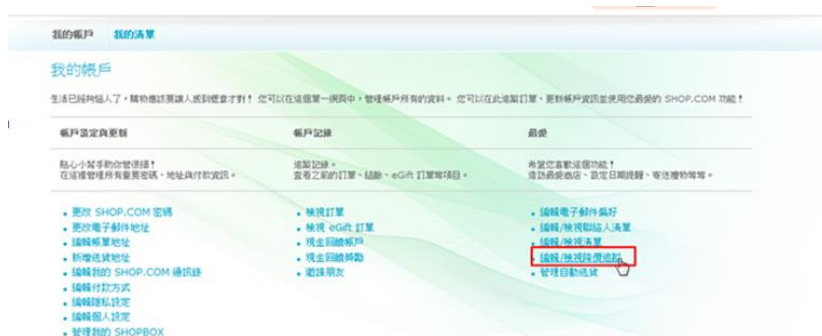 我的帳戶 我的清單
我的帳戶
生活已經夠惱人了，購物應該要讓人感到愜意才對！ 您可以在這個單一網頁中，管理帳戶所有的資料。 您可以在此追蹤訂單、更新帳戶資訊並使用您最愛的 SHOP.COM 功能！
帳戶設定與更新
貼心小幫手助你管很緒！
在這裡管理所有重要密碼、地址與付款資訊。
更改 SHOP.COM 密碼
更改電子郵件地址
編輯帳單地址
新增送貨地址
編輯我的 SHOP.COM 通訊錄
編輯付款方式
編輯隱私設定
編輯個人設定
管理我的 SHOPBOX
帳戶記錄
追蹤記錄。
查看之前的訂單、結餘、eGift 訂單等項目。
檢視訂單
檢視 eGift 訂單
現金回饋帳戶
現金回饋獎勵
邀請朋友
最愛
希望您喜歡這個功能！
造訪最愛商店、設定日期提醒、寄送禮物等等。
編輯電子郵件偏好
編輯/檢視聯絡人清單
編輯/檢視清單
編輯/檢視降價追蹤
管理自動送貨